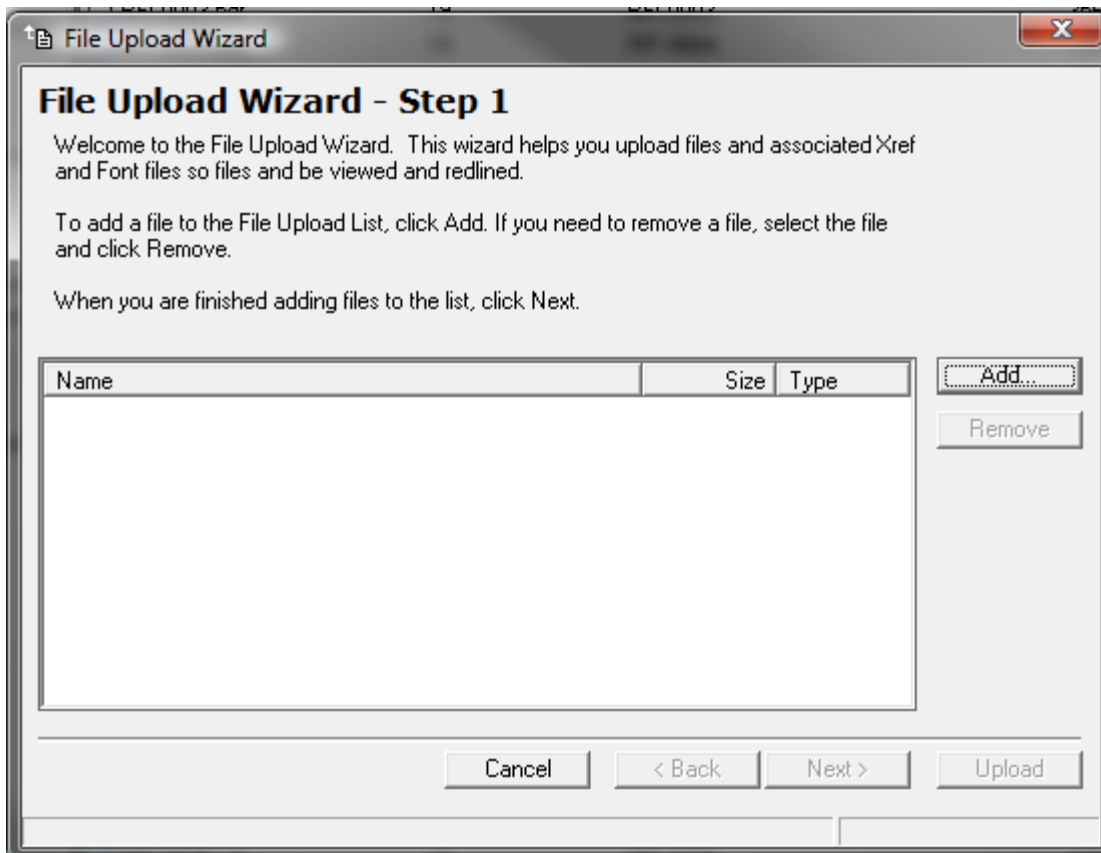 File Upload Wizard
X
File Upload Wizard - Step 1
Welcome to the File Upload Wizard.  This wizard helps you upload files and associated Xref
and Font files so files and be viewed and redlined.
To add a file to the File Upload List, click Add. If you need to remove a file, select the file
and click Remove.
When you are finished adding files to the list, click Next.
Name Size Type
Add...
Remove
Cancel < Back Next > Upload